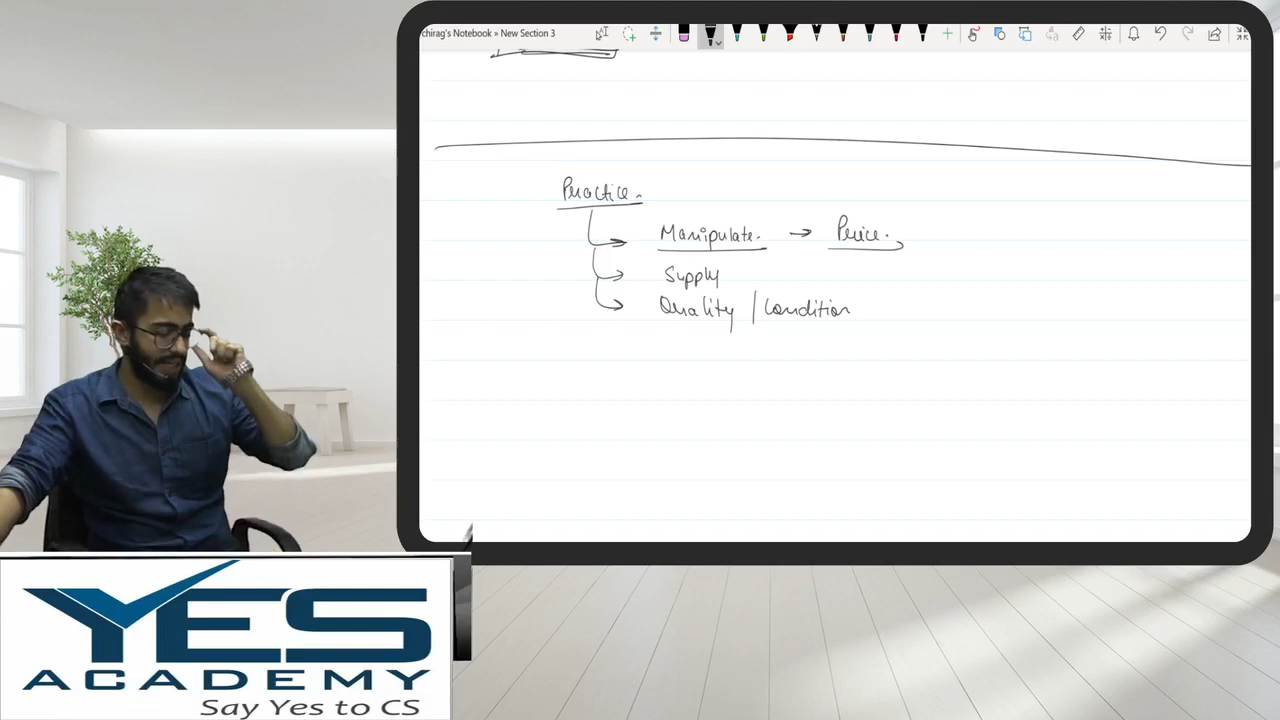 chirag's Notebook » New Section 3
Practice.
Manipulate. → Price.
Supply
Quality / Condition
YES
ACADEMY
Say Yes to CS